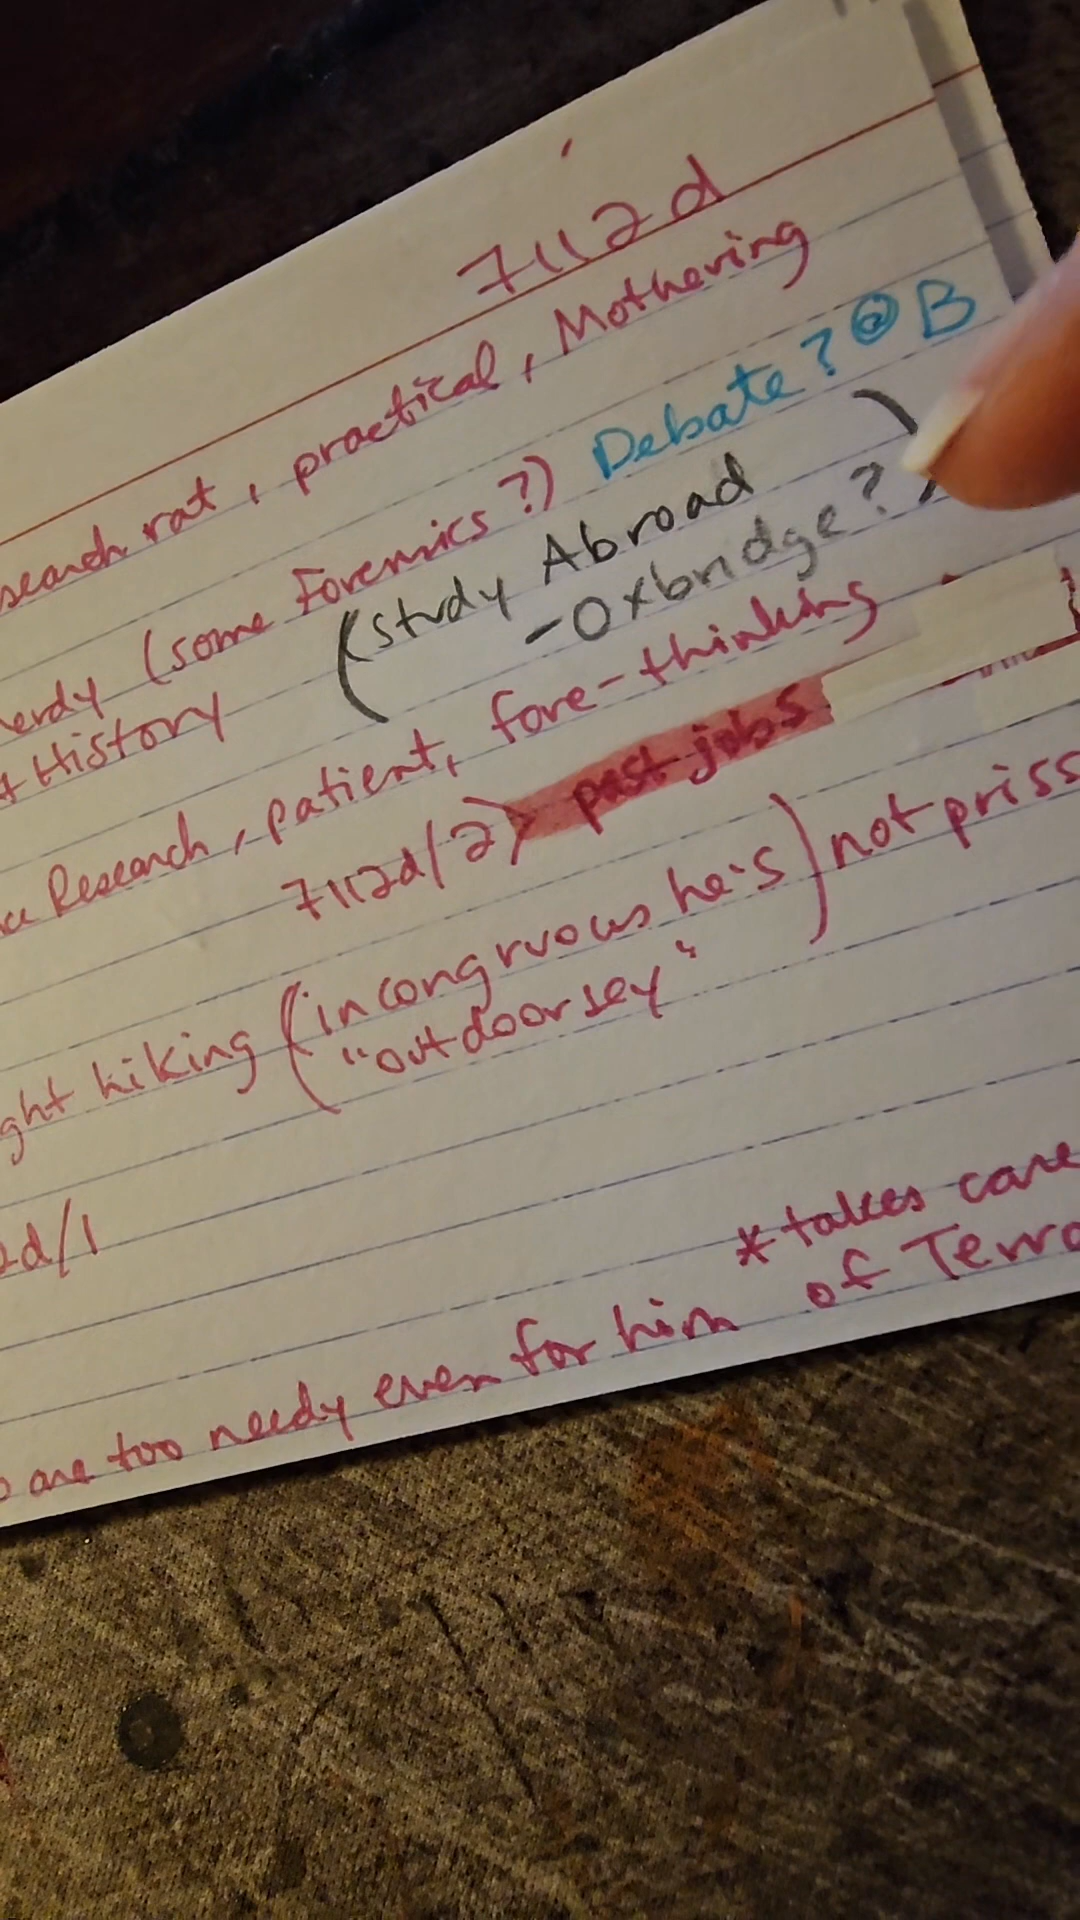 7112d
search rat, practical, Mothering
erdy (some Forensics?) Debate? @ B
History (study Abroad
-Oxbridge?)
Research, patient, fore-thinking
7112d/2) past jobs
ght hiking (incongruous he's) not priss
"outdoorsey"
2d/1
*takes care
are too needy even for him of Terra